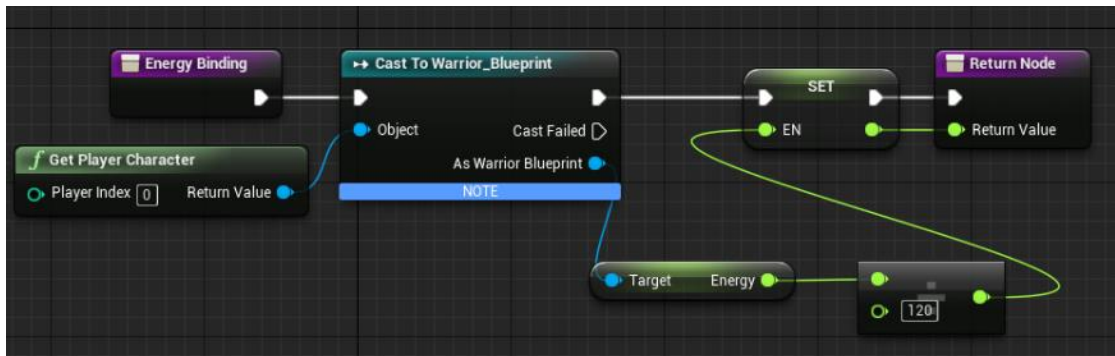 Energy Binding
Cast To Warrior_Blueprint
SET
Return Node
Object
Cast Failed
EN
Return Value
f Get Player Character
As Warrior Blueprint
Player Index 0 Return Value
NOTE
Target Energy
120